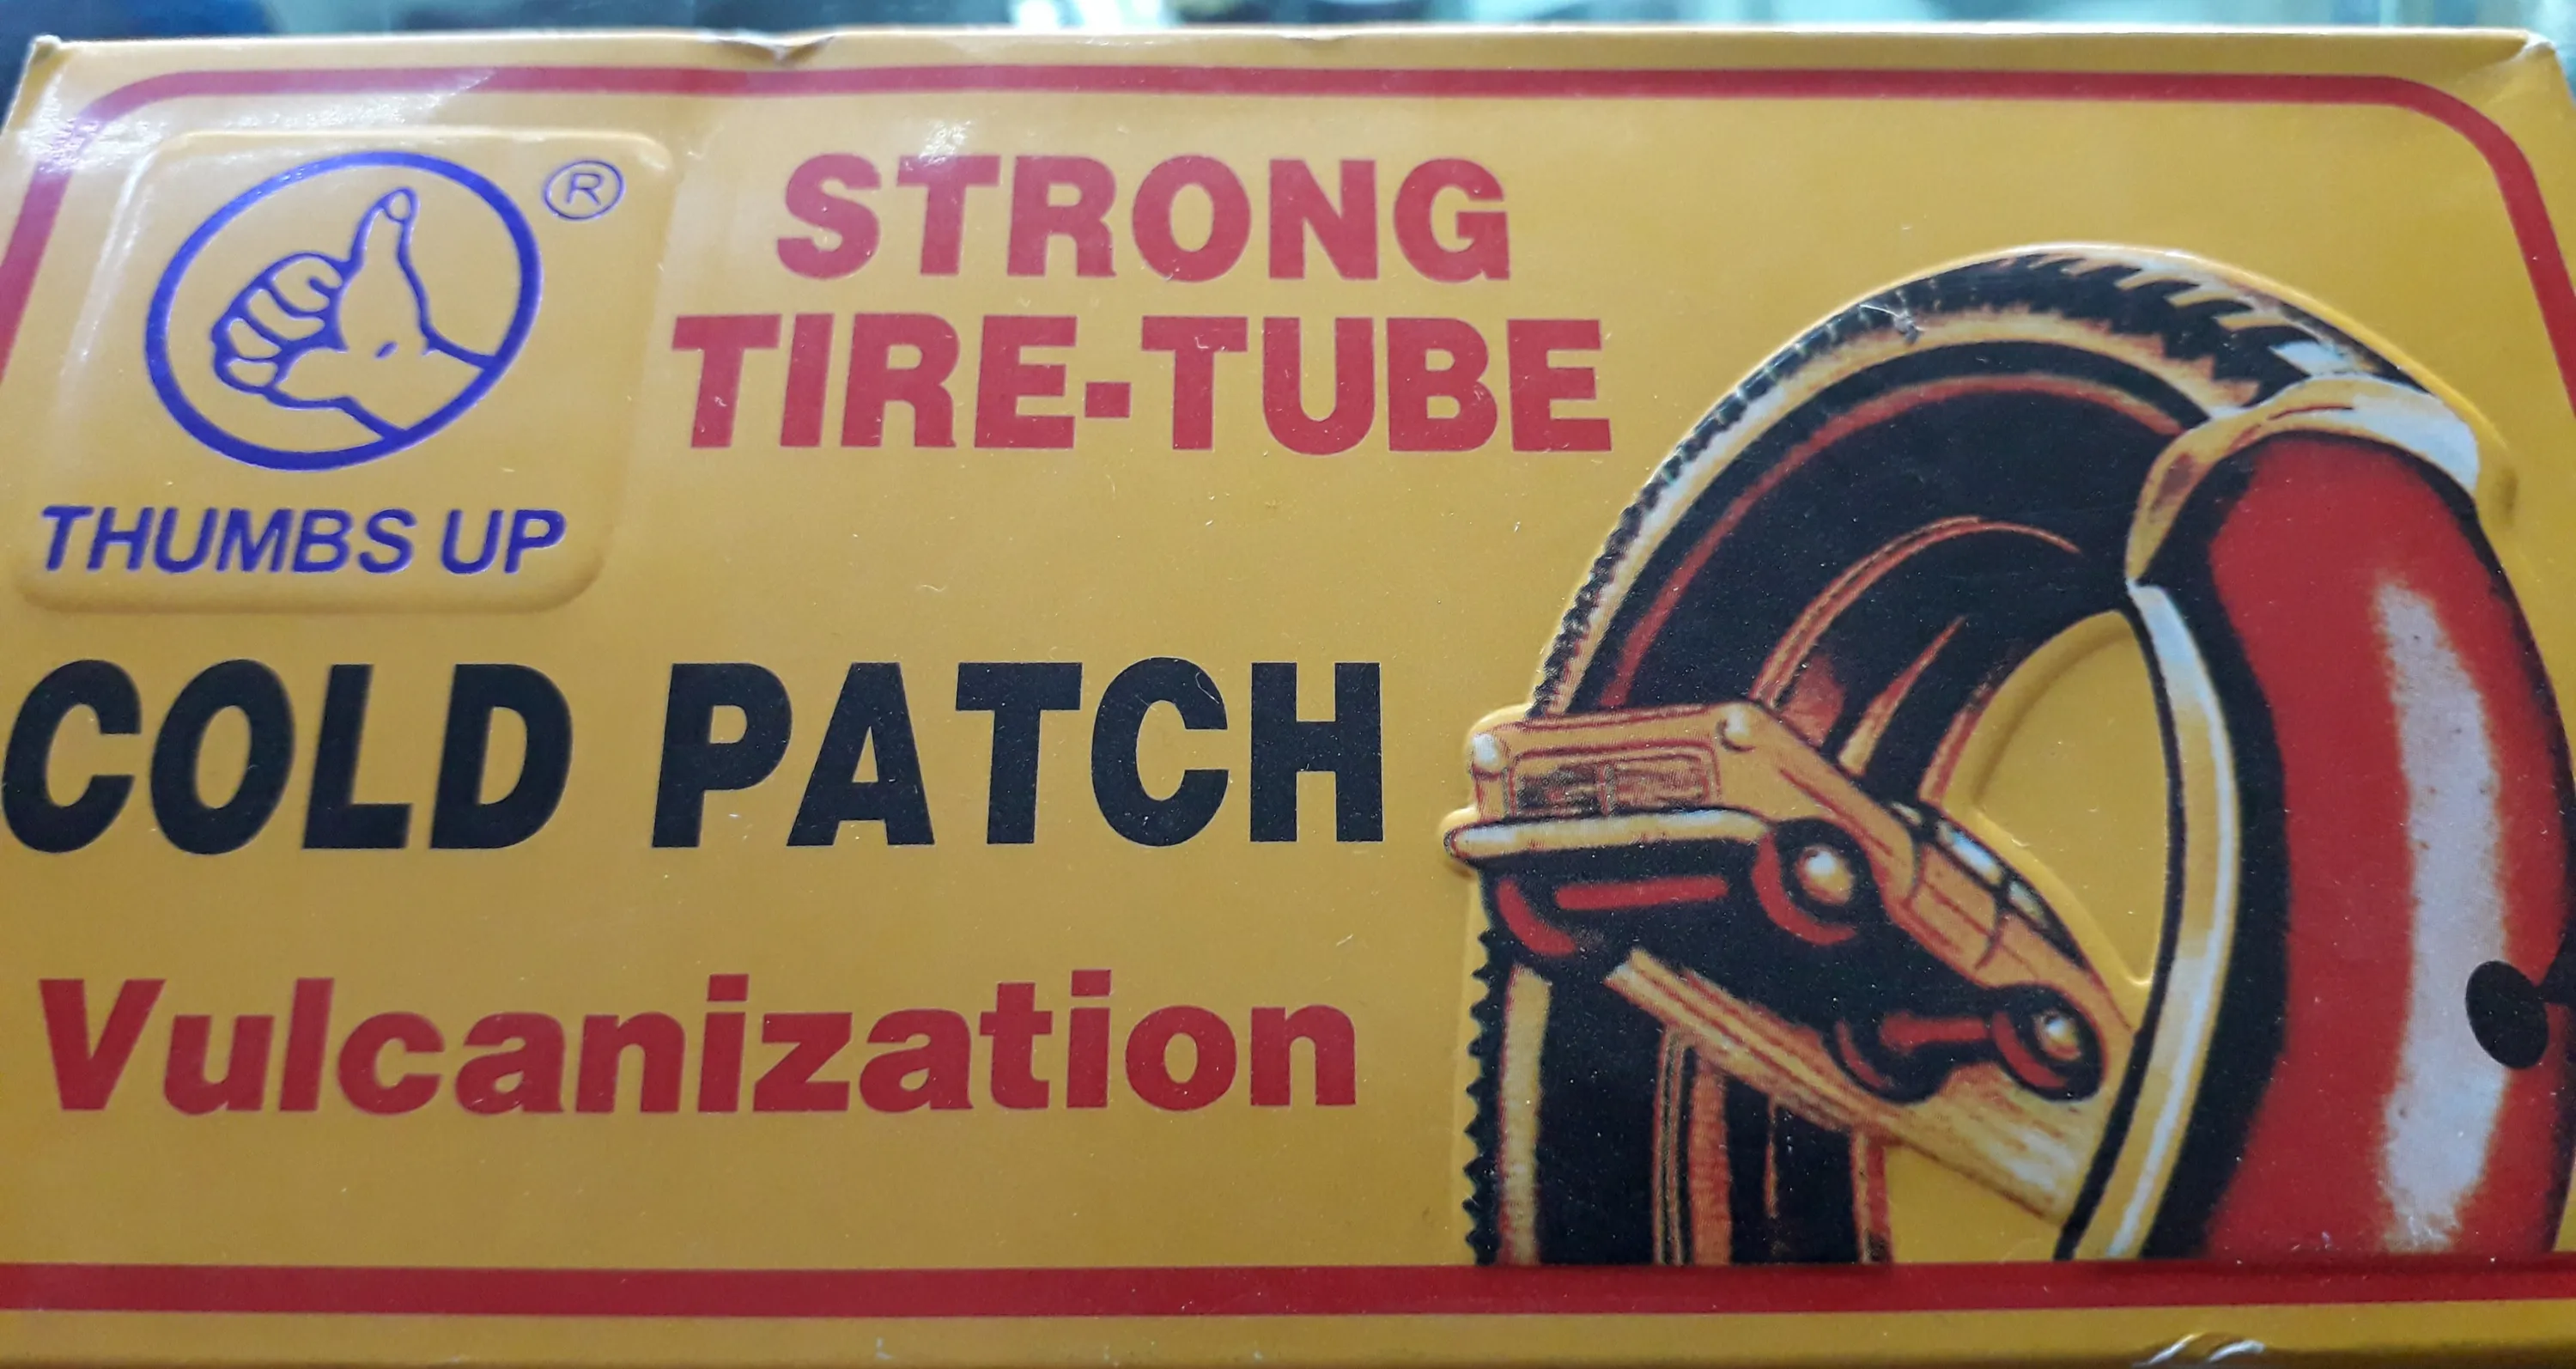 ®
THUMBS UP
STRONG
TIRE-TUBE
COLD PATCH
Vulcanization